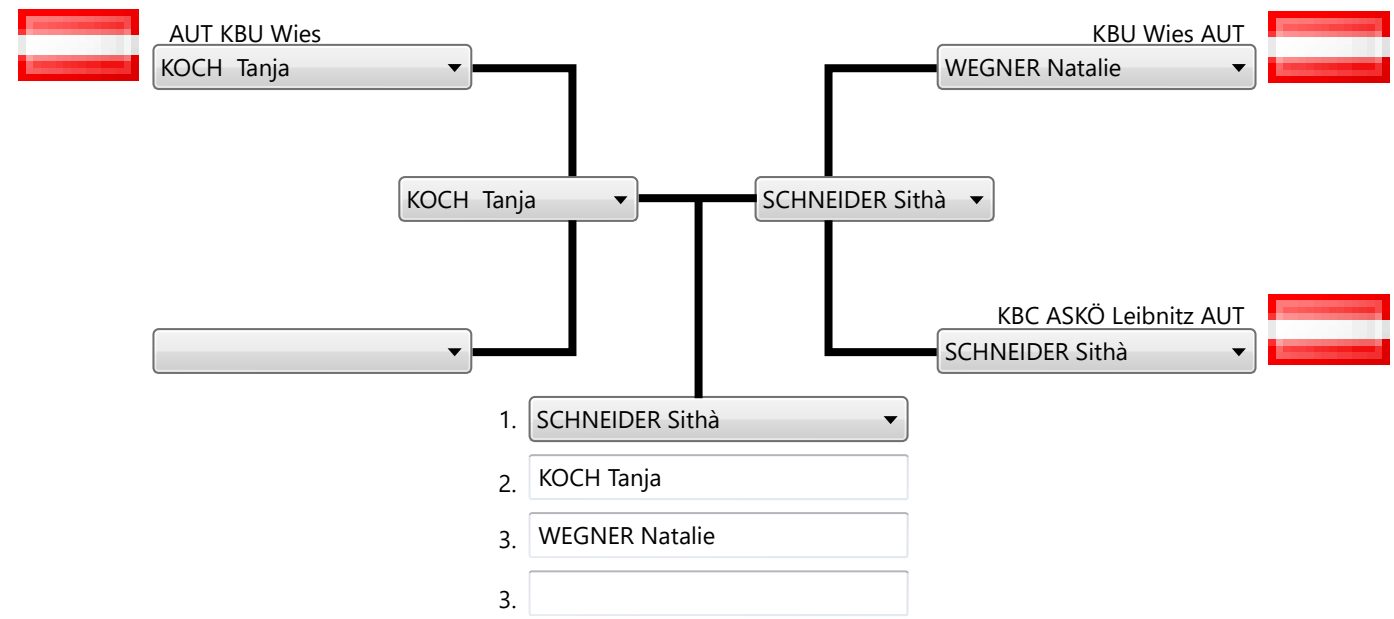 AUT KBU Wies
KBU Wies AUT
KOCH  Tanja
WEGNER Natalie
KOCH  Tanja
SCHNEIDER Sithà
KBC ASKÖ Leibnitz AUT
SCHNEIDER Sithà
1. SCHNEIDER Sithà
2. KOCH Tanja
3. WEGNER Natalie
3.